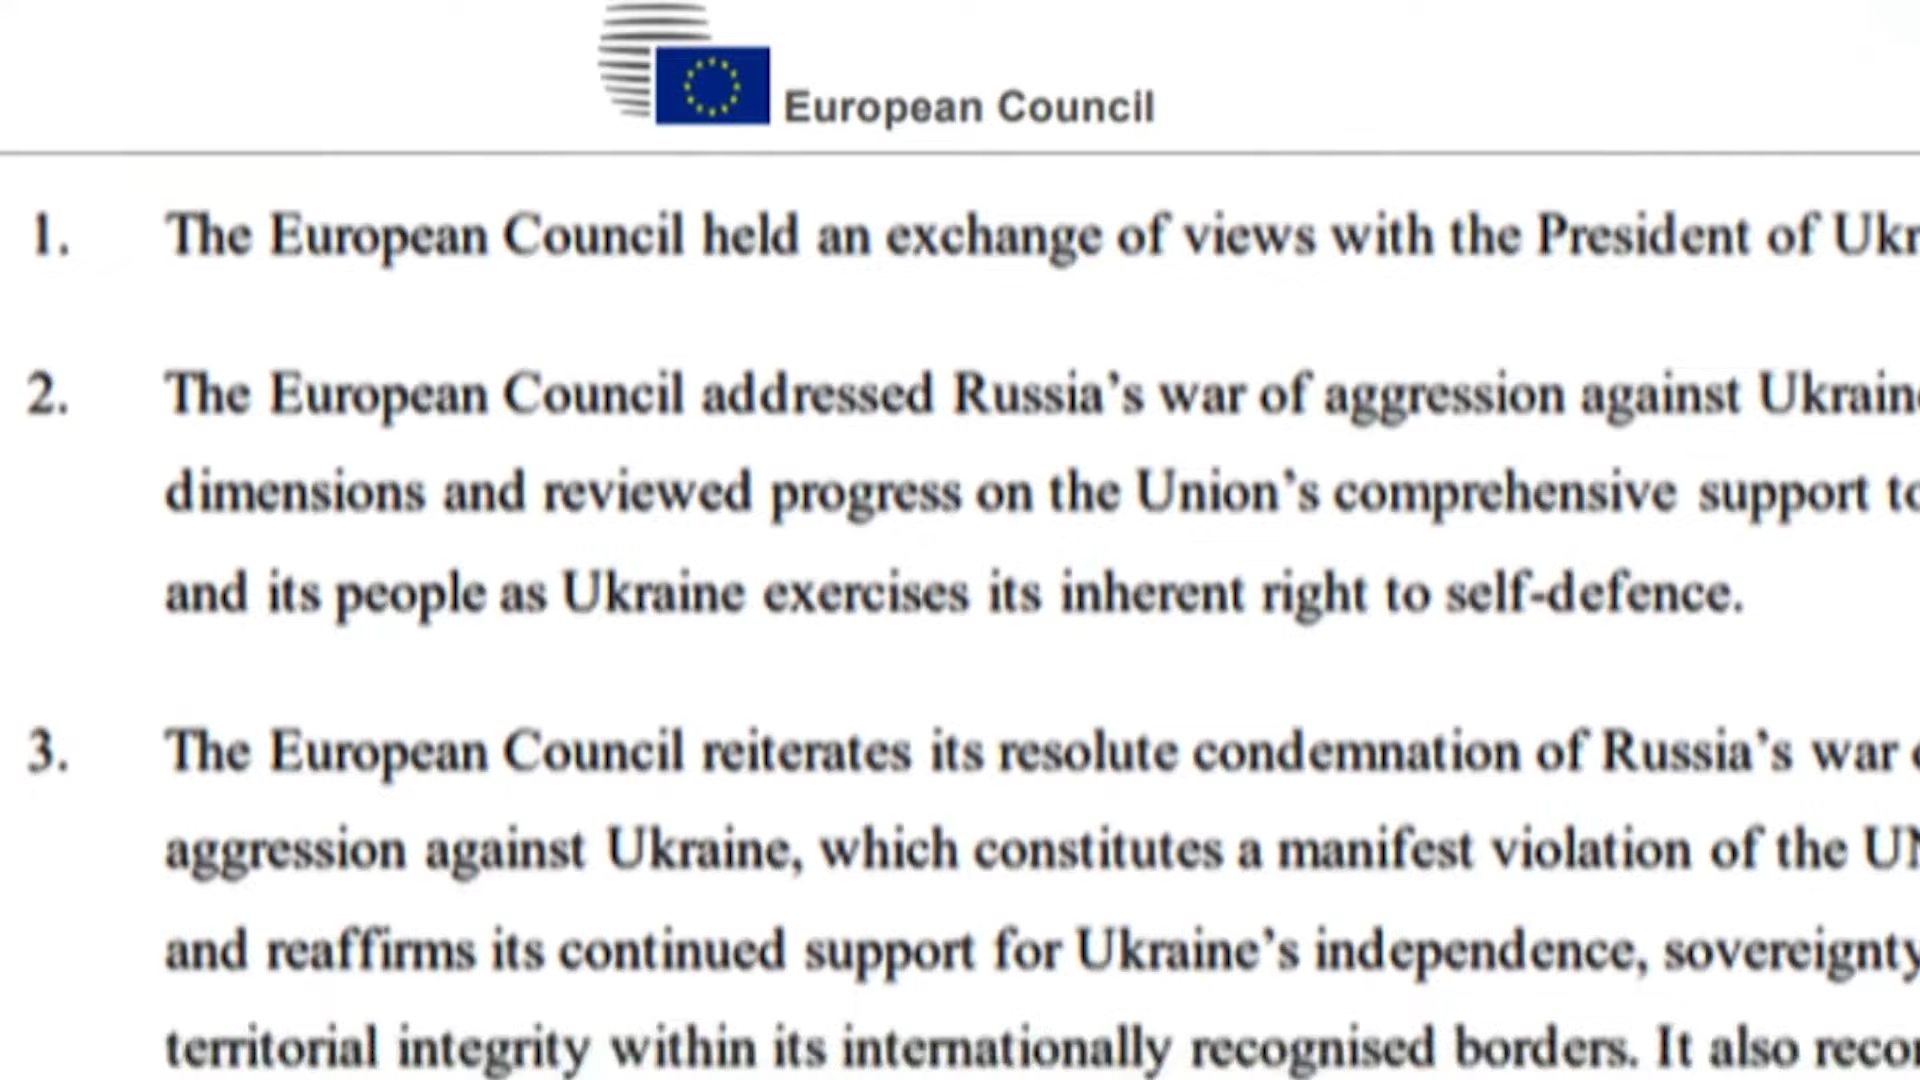 European Council
1. The European Council held an exchange of views with the President of
2. The European Council addressed Russia’s war of aggression against
dimensions and reviewed progress on the Union’s comprehensive support
and its people as Ukraine exercises its inherent right to self-defence.
3. The European Council reiterates its resolute condemnation of Russia’s war
aggression against Ukraine, which constitutes a manifest violation of the
and reaffirms its continued support for Ukraine’s independence, sovereignty
territorial integrity within its internationally recognised borders. It also